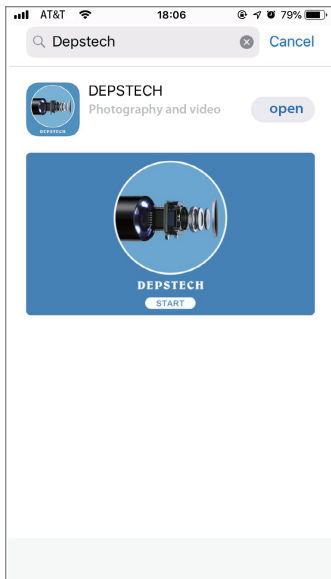 AT&T 18:06 79%
Depstech Cancel
DEPSTECH
Photography and video
open
DEPSTECH
DEPSTECH
START